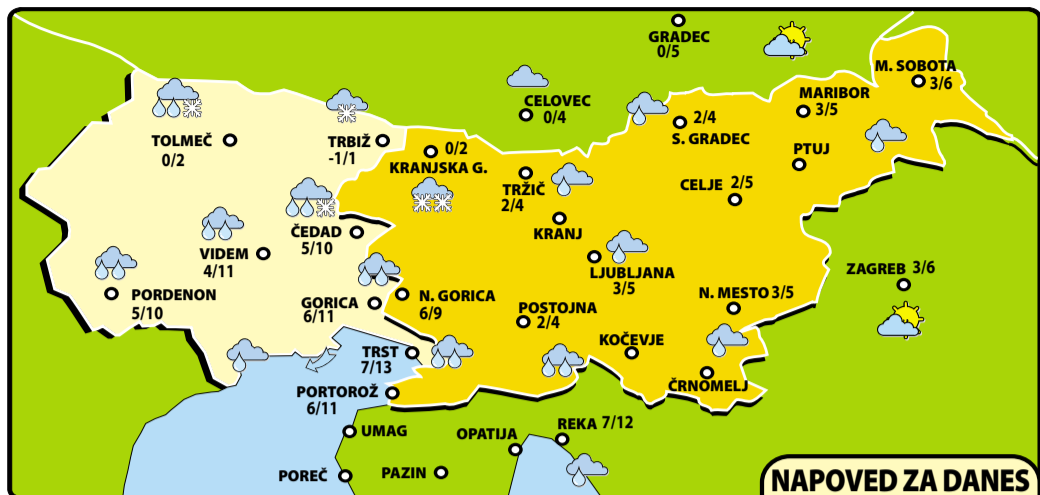 GRADEC
0/5
M. SOBOTA
3/6
CELOVEC
0/4
MARIBOR
3/5
2/4
S. GRADEC
TOLMEČ
0/2
TRBIŽ
-1/1
0/2
KRANJSKA G.
PTUJ
TRŽIČ
2/4
CELJE 2/5
KRANJ
ČEDAD
5/10
VIDEM
4/11
LJUBLJANA
3/5
ZAGREB 3/6
PORDENON
5/10
GORICA
6/11
N. GORICA
6/9
N. MESTO 3/5
POSTOJNA
2/4
KOČEVJE
TRST
7/13
ČRNOMELJ
PORTOROŽ
6/11
UMAG
OPATIJA
REKA 7/12
POREČ
PAZIN
NAPOVED ZA DANES